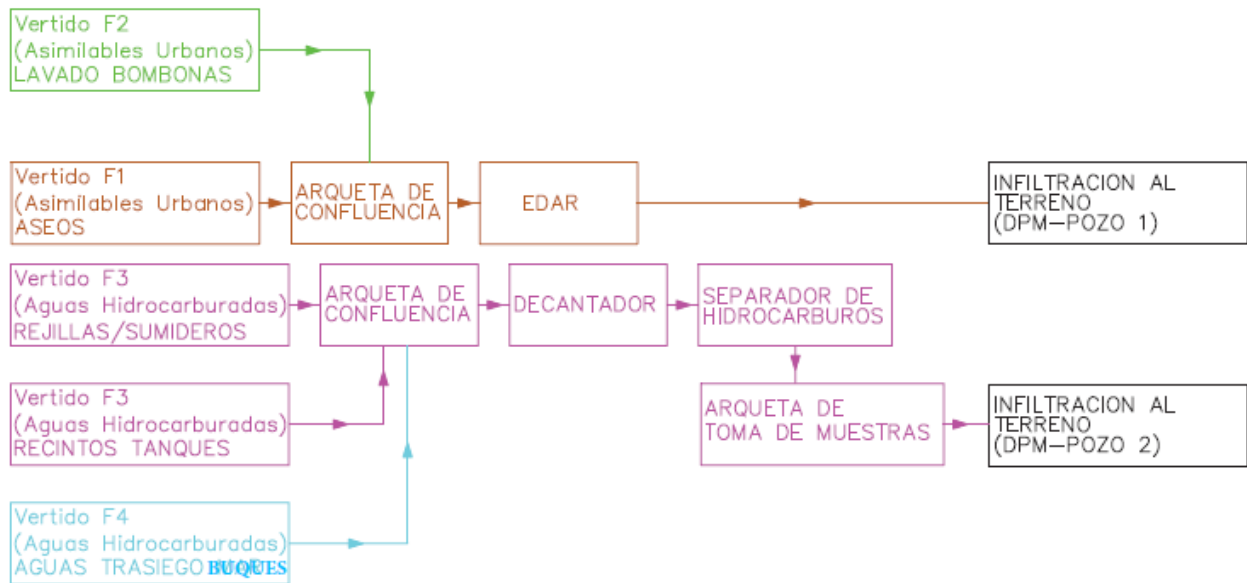 Vertido F2
(Asimilables Urbanos)
LAVADO BOMBONAS
Vertido F1
(Asimilables Urbanos)
ASEOS
ARQUETA DE
CONFLUENCIA
EDAR
INFILTRACION AL
TERRENO
(DPM-POZO 1)
Vertido F3
(Aguas Hidrocarburadas)
REJILLAS/SUMIDEROS
ARQUETA DE
CONFLUENCIA
DECANTADOR
SEPARADOR DE
HIDROCARBUROS
Vertido F3
(Aguas Hidrocarburadas)
RECINTOS TANQUES
ARQUETA DE
TOMA DE MUESTRAS
INFILTRACION AL
TERRENO
(DPM-POZO 2)
Vertido F4
(Aguas Hidrocarburadas)
AGUAS TRASIEGO BUQUES